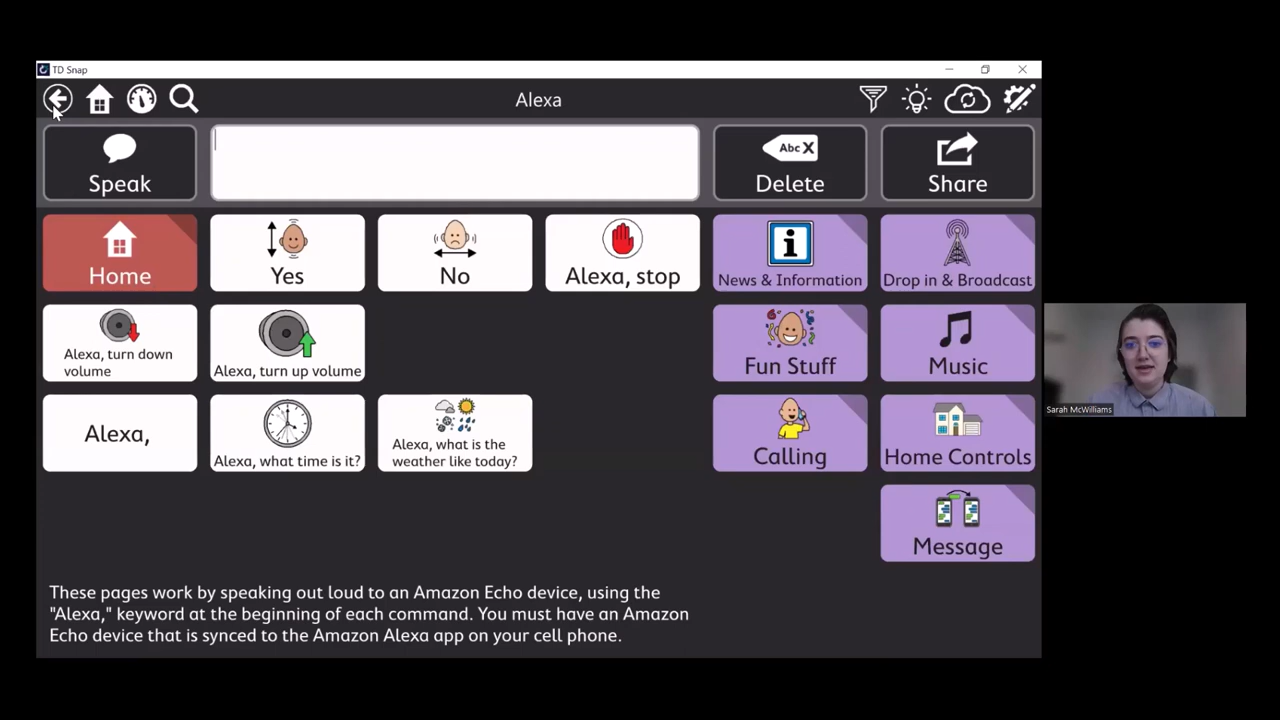 TD Snap
Alexa
Speak
Abc X
Delete
Share
Home
Yes
No
Alexa, stop
News & Information
Drop in & Broadcast
Alexa, turn down
volume
Alexa, turn up volume
Fun Stuff
Music
Alexa,
Alexa, what time is it?
Alexa, what is the
weather like today?
Calling
Home Controls
Message
These pages work by speaking out loud to an Amazon Echo device, using the
"Alexa," keyword at the beginning of each command. You must have an Amazon
Echo device that is synced to the Amazon Alexa app on your cell phone.
Sarah McWilliams